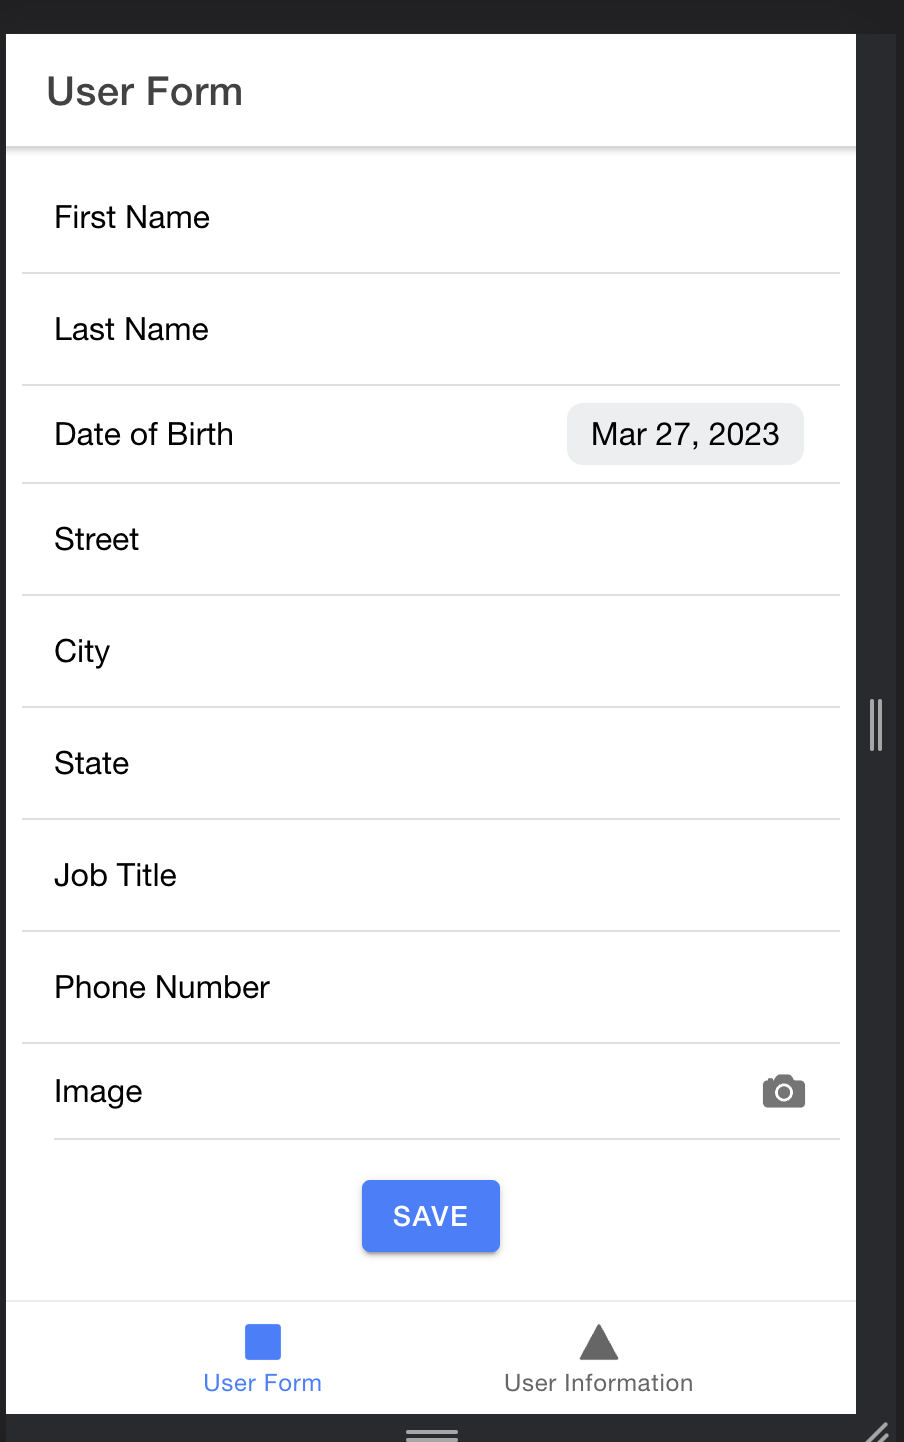 User Form
First Name
Last Name
Date of Birth Mar 27, 2023
Street
City
State
Job Title
Phone Number
Image
SAVE
User Form User Information